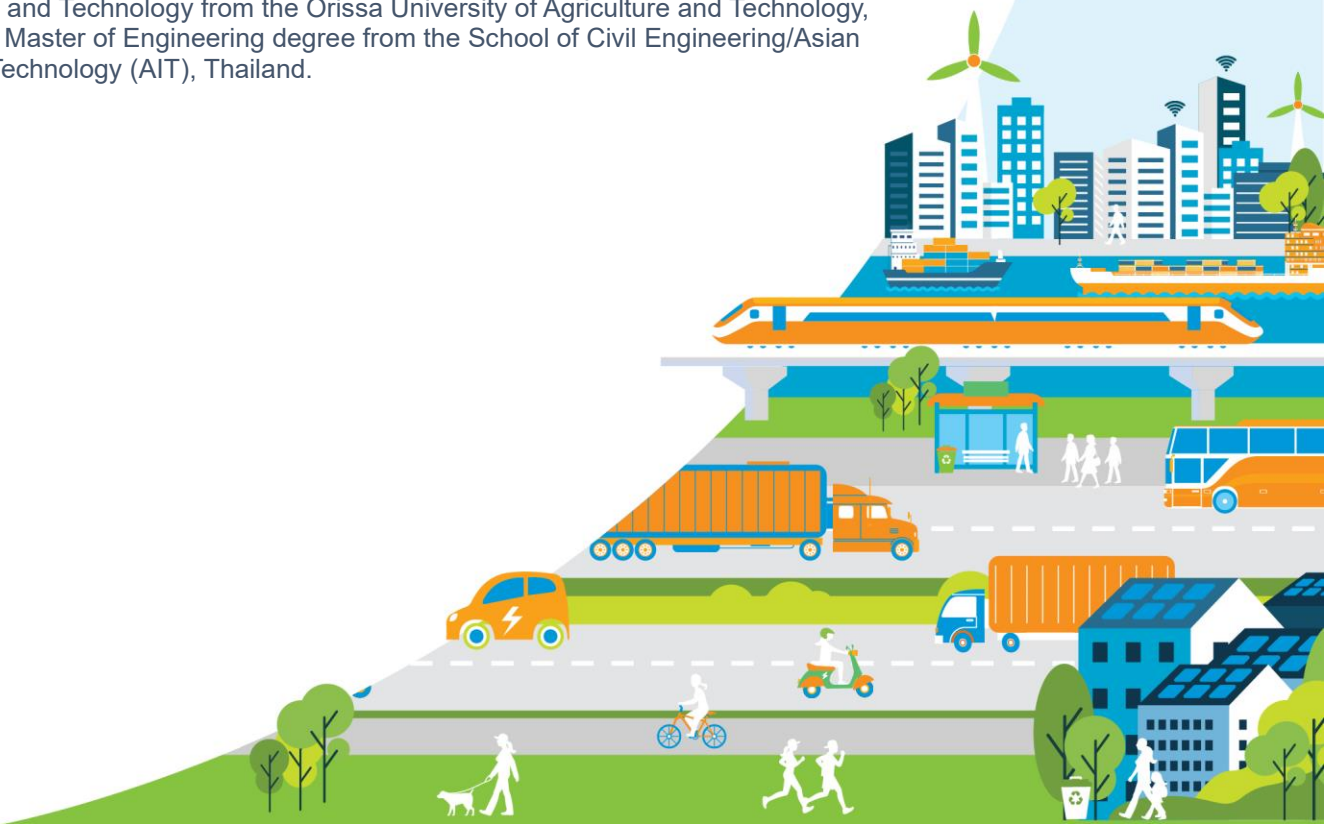 and Technology from the Orissa University of Agriculture and Technology,
Master of Engineering degree from the School of Civil Engineering/Asian
Technology (AIT), Thailand.